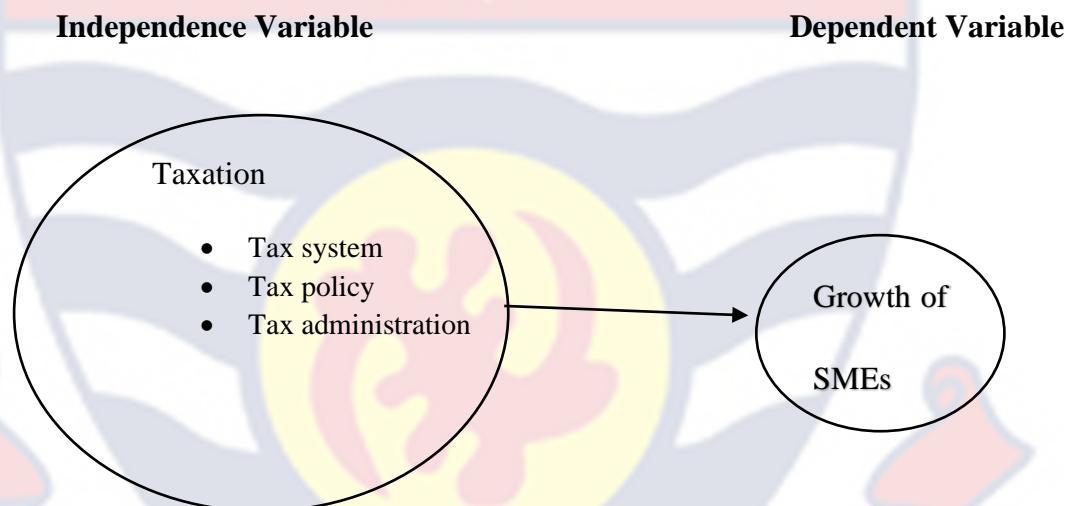 Independence Variable Dependent Variable
Taxation
• Tax system
• Tax policy
• Tax administration
Growth of
SMEs